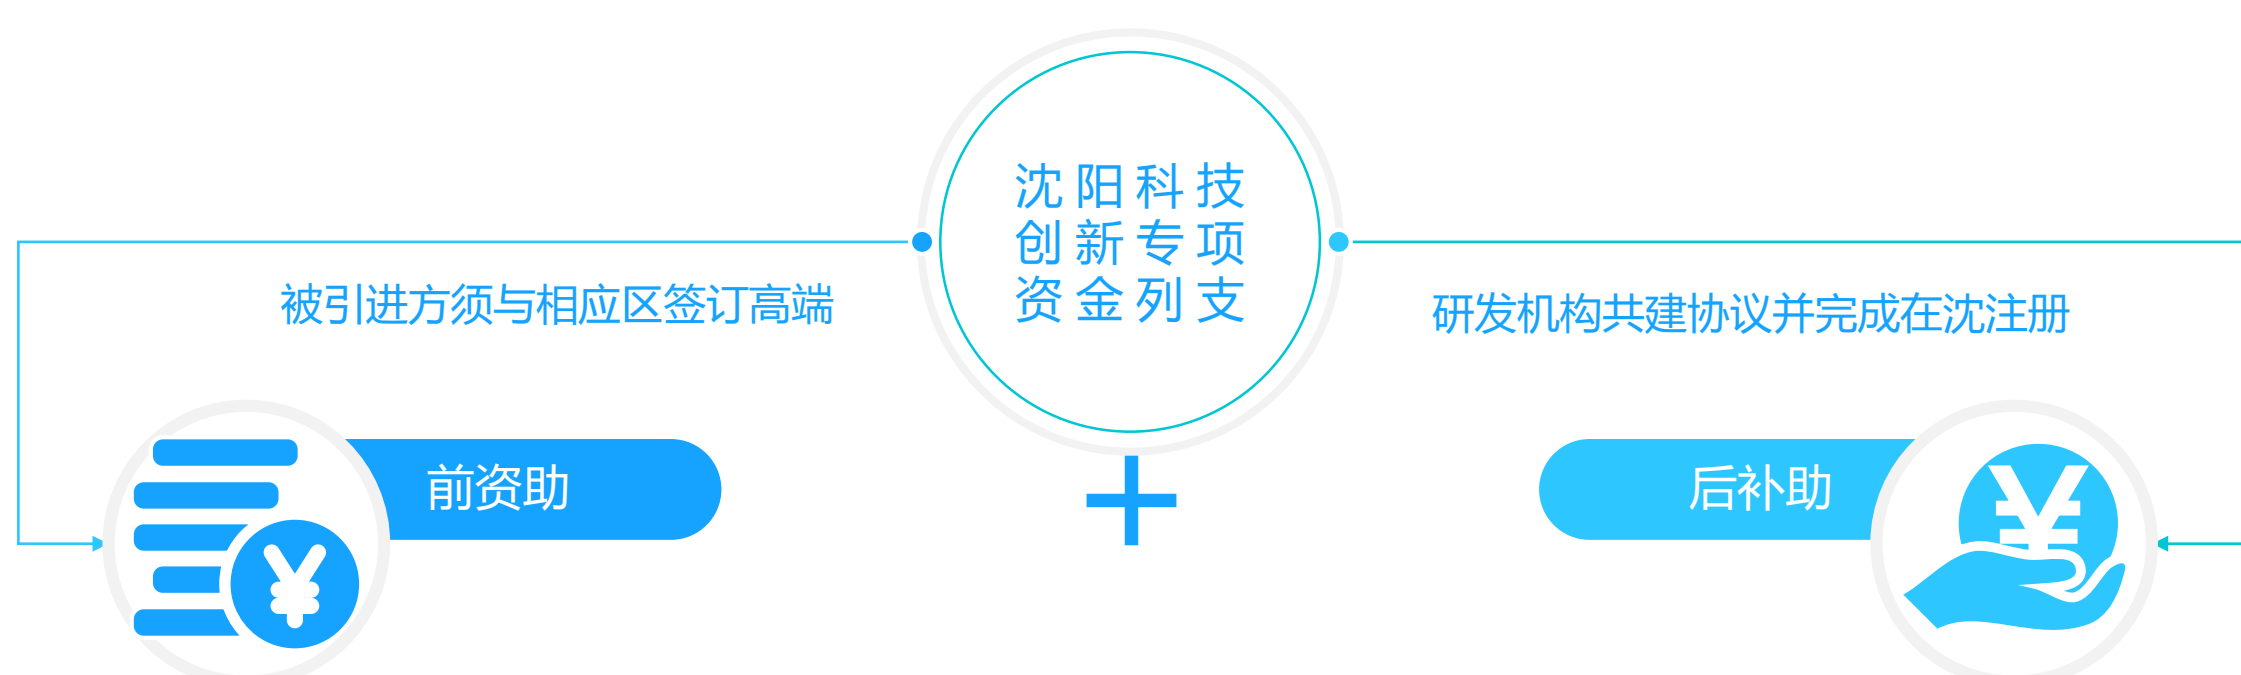 沈阳科技
创新专项
资金列支
被引进方须与相应区签订高端
研发机构共建协议并完成在沈注册
前资助
后补助